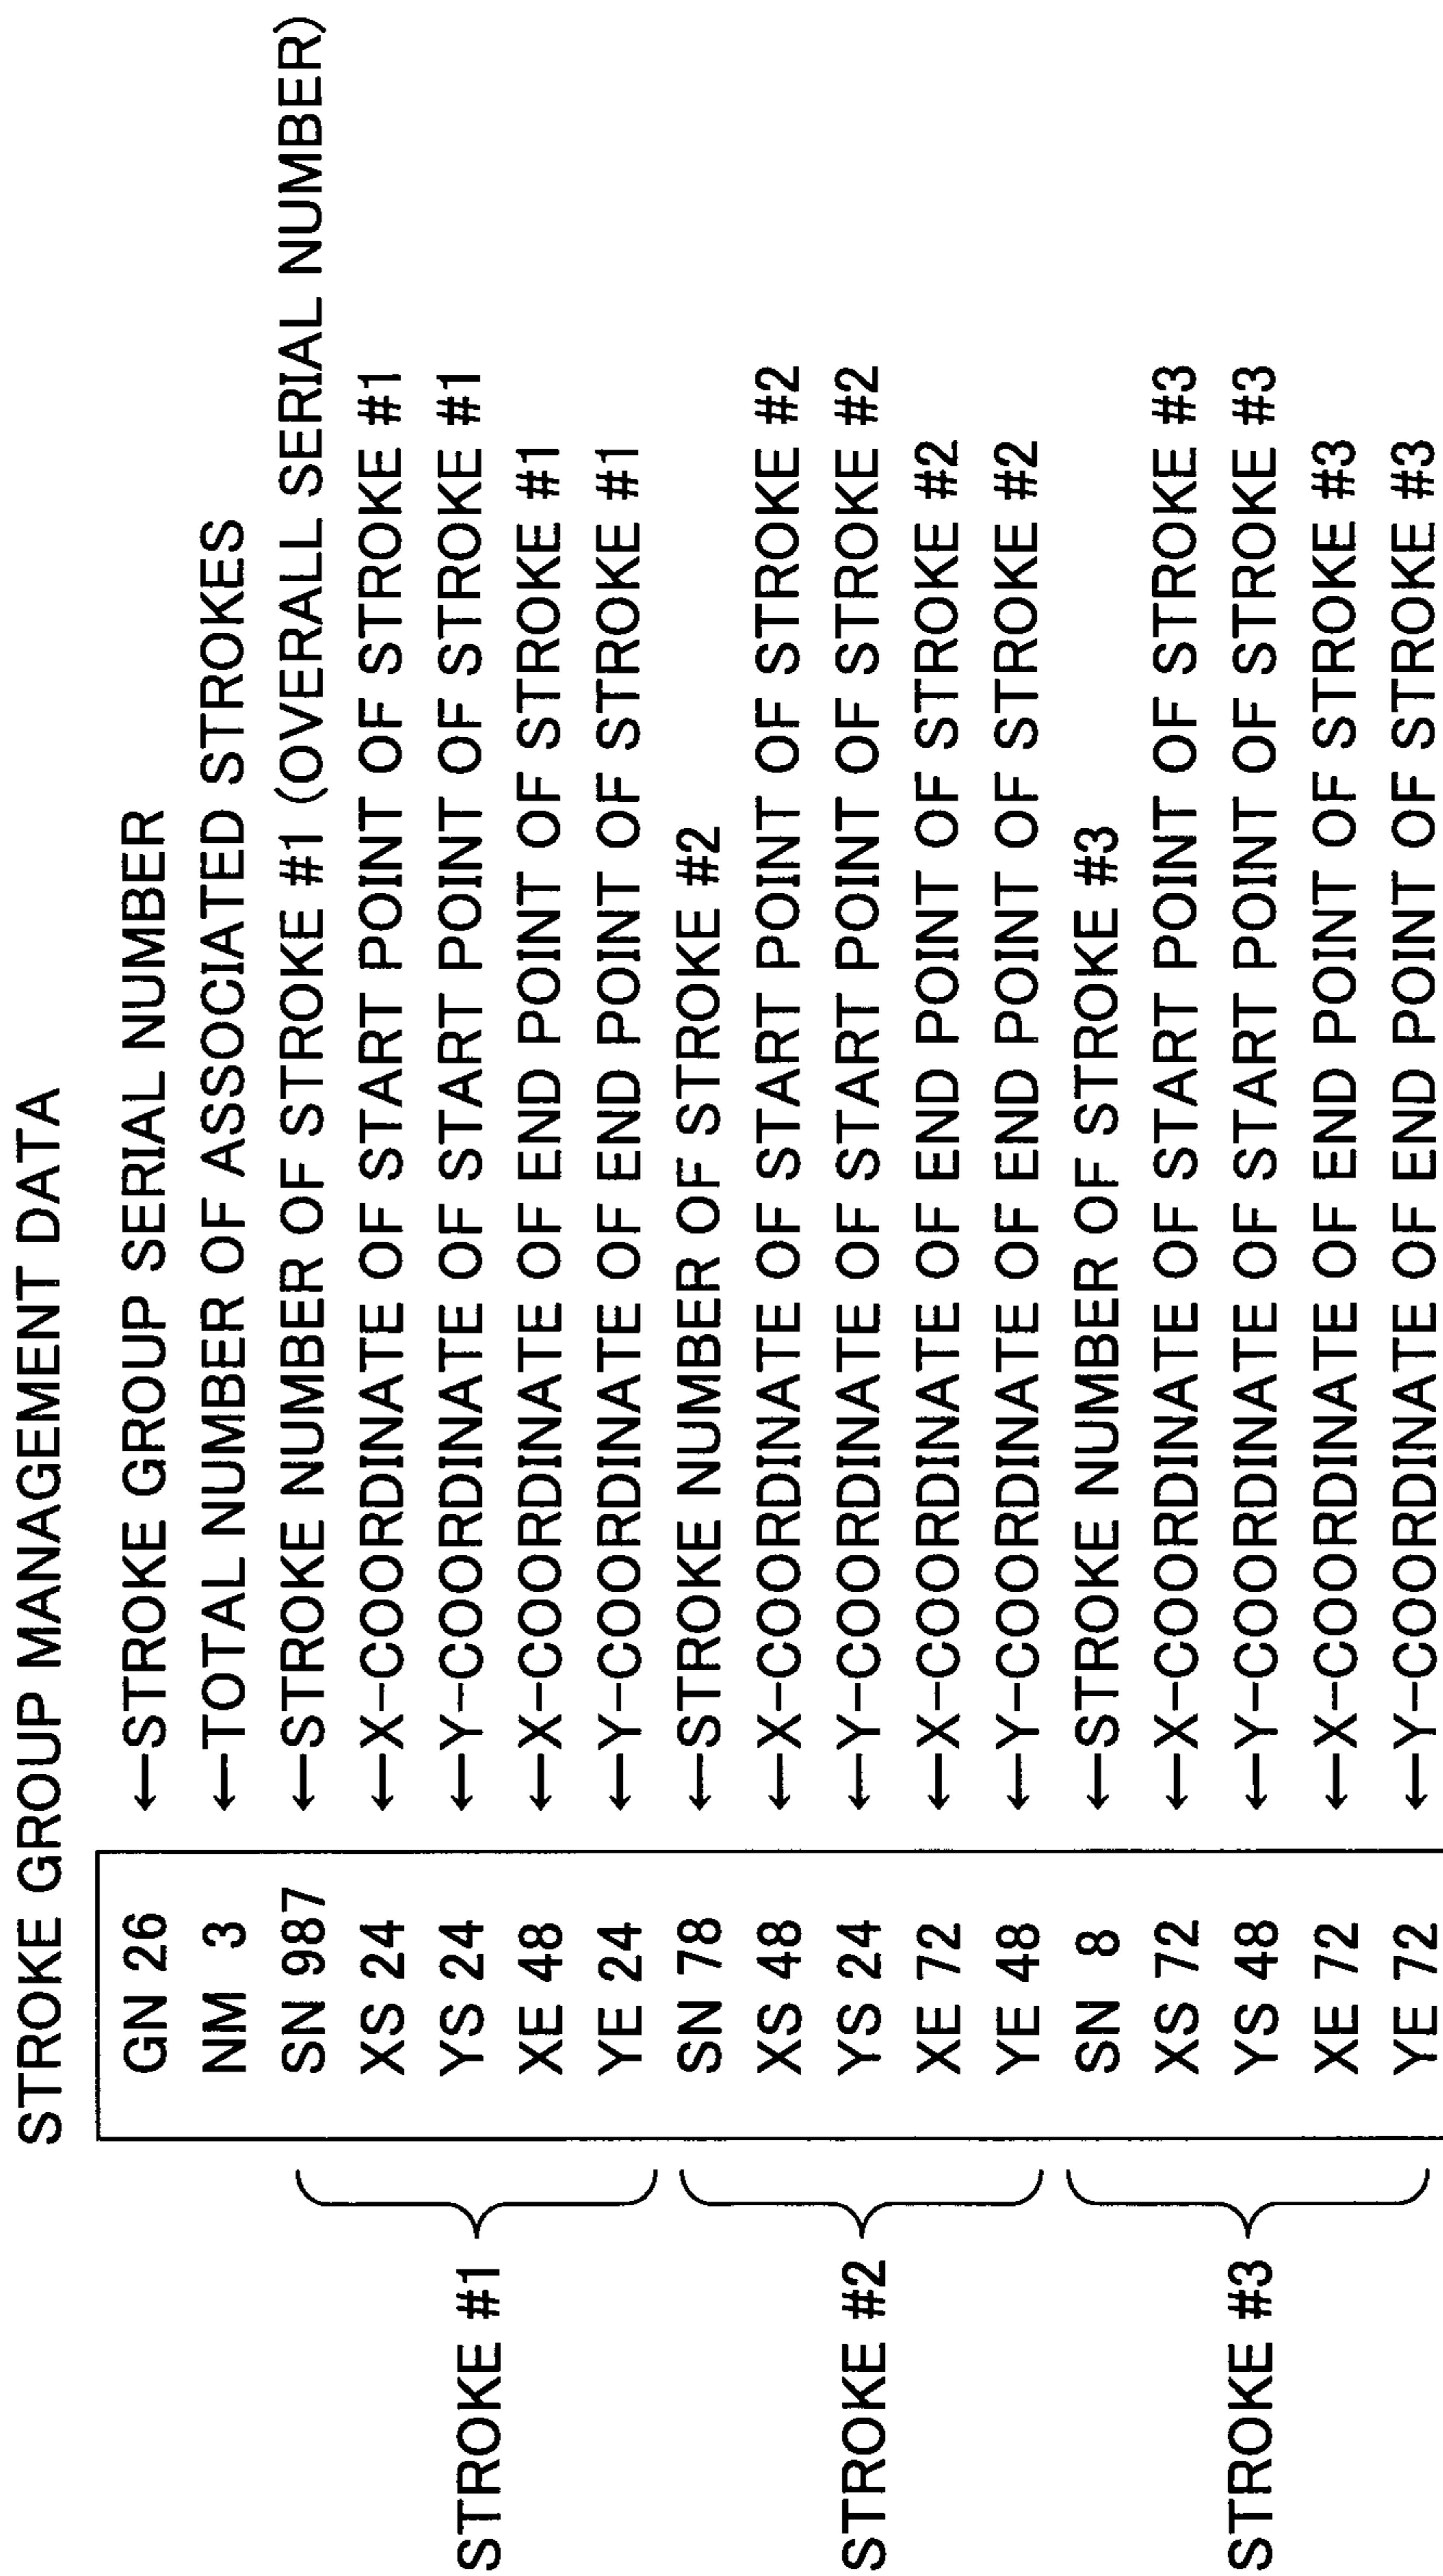 STROKE GROUP MANAGEMENT DATA
GN 26 ←STROKE GROUP SERIAL NUMBER
NM 3 ←TOTAL NUMBER OF ASSOCIATED STROKES
SN 987 ←STROKE NUMBER OF STROKE #1 (OVERALL SERIAL NUMBER)
XS 24 ←X-COORDINATE OF START POINT OF STROKE #1
STROKE #1 YS 24 ←Y-COORDINATE OF START POINT OF STROKE #1
XE 48 ←X-COORDINATE OF END POINT OF STROKE #1
YE 24 ←Y-COORDINATE OF END POINT OF STROKE #1
SN 78 ←STROKE NUMBER OF STROKE #2
XS 48 ←X-COORDINATE OF START POINT OF STROKE #2
STROKE #2 YS 24 ←Y-COORDINATE OF START POINT OF STROKE #2
XE 72 ←X-COORDINATE OF END POINT OF STROKE #2
YE 48 ←Y-COORDINATE OF END POINT OF STROKE #2
SN 8 ←STROKE NUMBER OF STROKE #3
XS 72 ←X-COORDINATE OF START POINT OF STROKE #3
STROKE #3 YS 48 ←Y-COORDINATE OF START POINT OF STROKE #3
XE 72 ←X-COORDINATE OF END POINT OF STROKE #3
YE 72 ←Y-COORDINATE OF END POINT OF STROKE #3